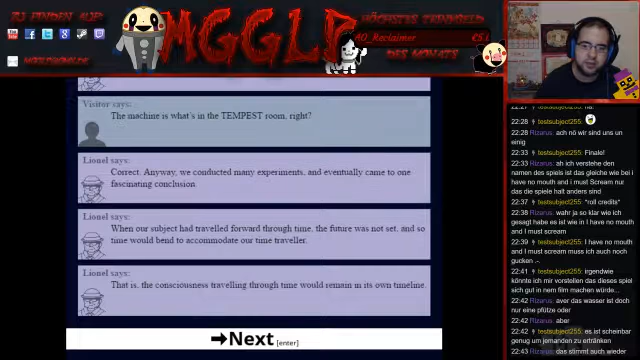 ZU FINDEN AUF:
MGGLP
HÖCHSTES TRINKGELD
AO_Reclaimer
€5.0
DES MONATS
Visitor says:
The machine is what's in the TEMPEST room, right?
Lionel says:
Correct. Anyway, we conducted many experiments, and eventually came to one
fascinating conclusion.
Lionel says:
When our subject had travelled forward through time, the future was not set, and so
time would bend to accommodate our time traveller.
Lionel says:
That is, the consciousness travelling through time would remain in its own timeline.
➔Next [enter]
22:28 testsubject255:
22:28 Rizarus: ach nö wir sind uns un
einig
22:33 testsubject255: Finale!
22:33 Rizarus: ah ich verstehe den
namen des spiels ist das gleiche wie bei i
have no mouth and i must Scream nur
das die spiele halt anders sind
22:37 testsubject255: *roll credits*
22:38 Rizarus: wahr ja so klar wie ich
gesagt habe es ist wie in I have no mouth
and I must scream
22:39 testsubject255: I have no mouth
and I must scream muss ich auch noch
gucken .-.
22:41 testsubject255: irgendwie
könnte ich mir vorstellen das dieses spiel
sich gut in nem film machen würde...
22:42 Rizarus: aver das wasser ist doch
nur eine pfütze oder
22:42 Rizarus: aber
22:42 testsubject255: es ist scheinbar
genug um jemanden zu ertränken
22:43 Rizarus: das stimmt auch wieder